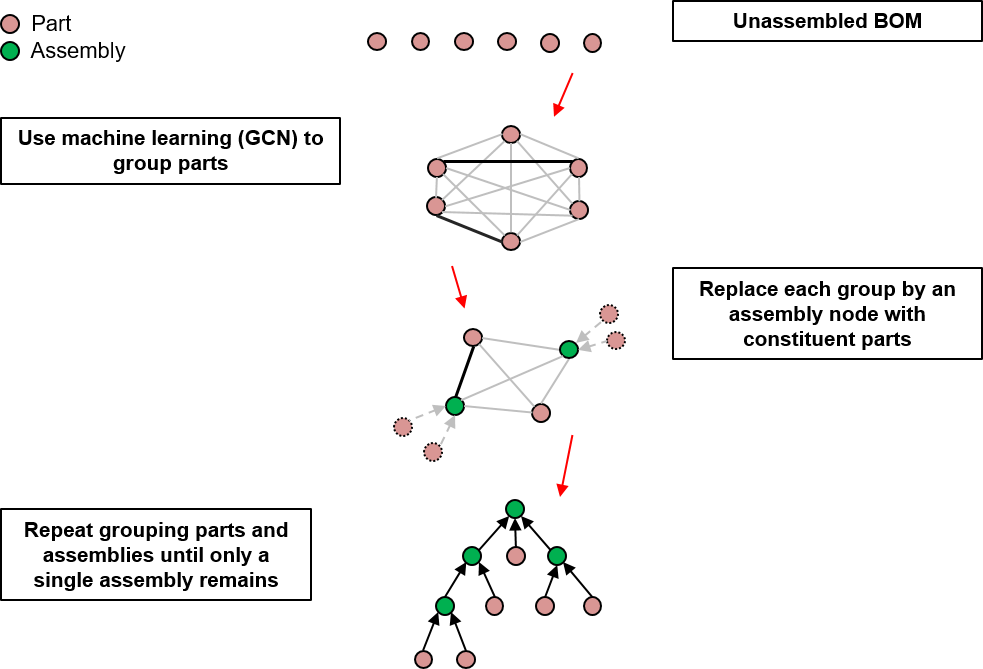 Part
Assembly
Unassembled BOM
Use machine learning (GCN) to
group parts
Replace each group by an
assembly node with
constituent parts
Repeat grouping parts and
assemblies until only a
single assembly remains